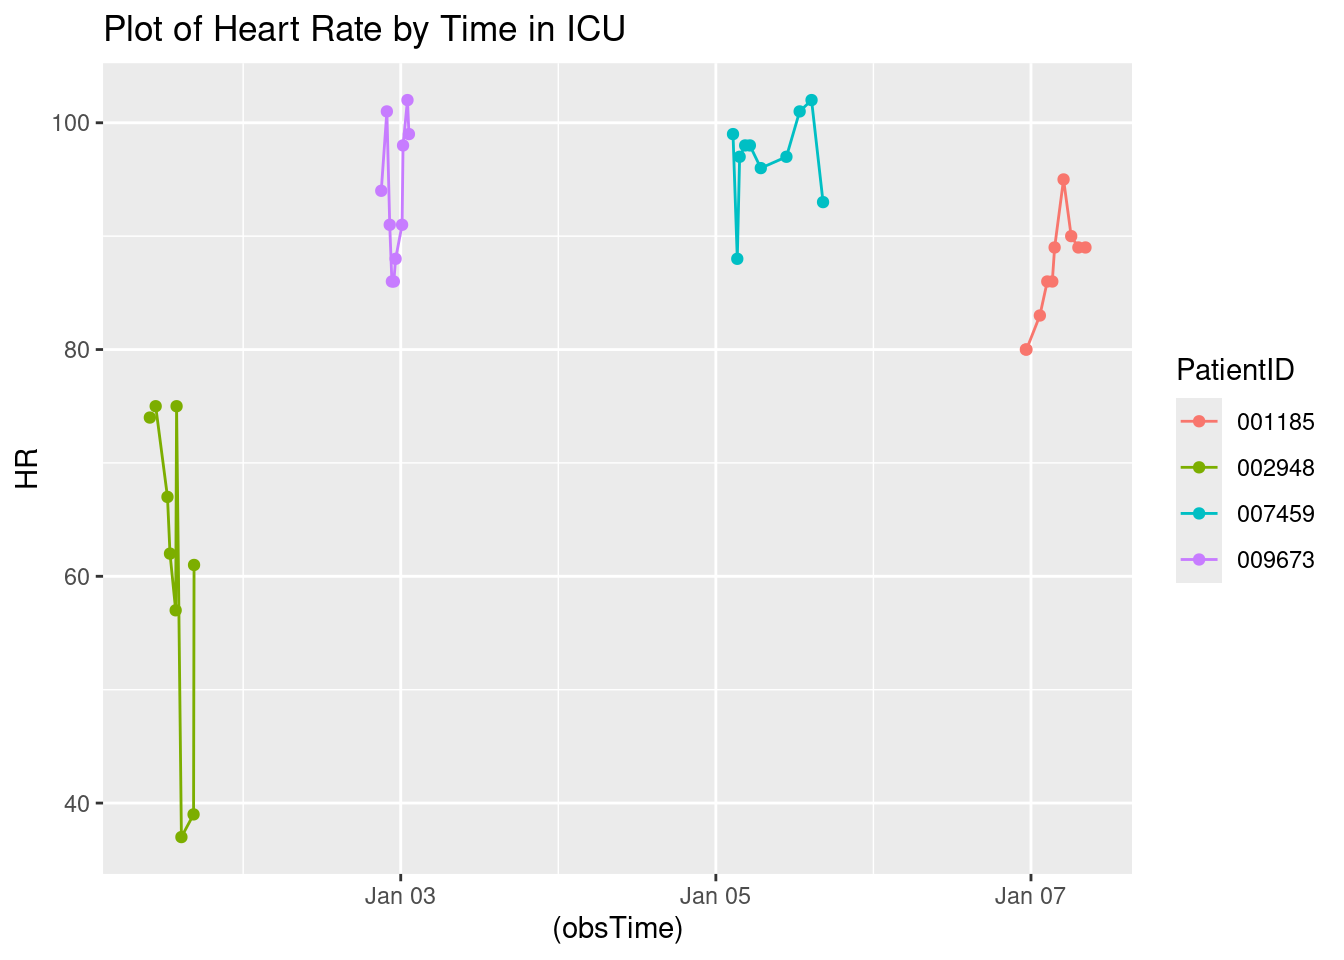 Plot of Heart Rate by Time in ICU
100
80
60
40
HR
Jan 03
Jan 05
Jan 07
(obsTime)
PatientID
001185
002948
007459
009673